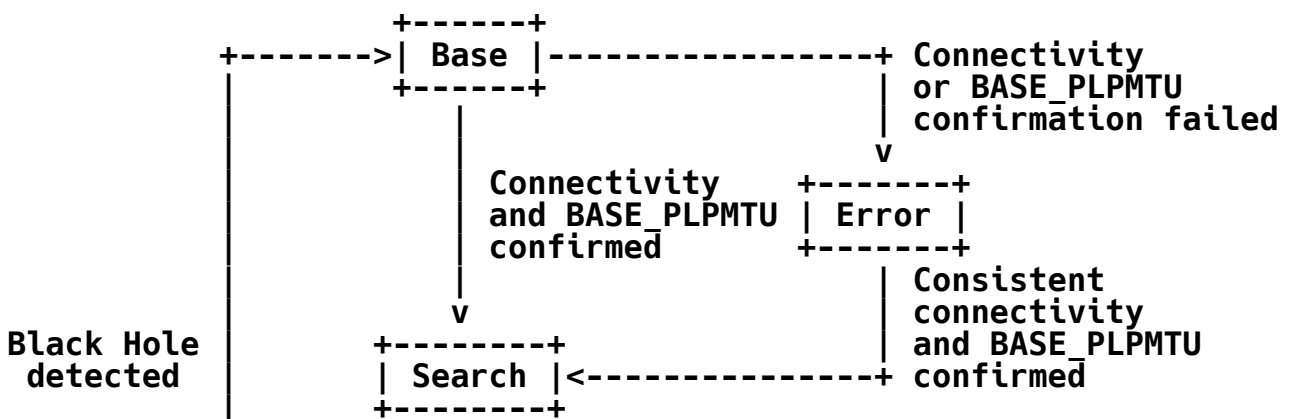 +------+
           +------->| Base |-----------------+ Connectivity
           |        +------+                 | or BASE_PLPMTU
           |           |                     | confirmation failed
           |           |                     v
           |           | Connectivity    +-------+
           |           | and BASE_PLPMTU | Error |
           |           | confirmed       +-------+
           |           |                     | Consistent
           |           v                     | connectivity
Black Hole |       +--------+                | and BASE_PLPMTU
 detected  |       | Search |<---------------+ confirmed
           |       +--------+